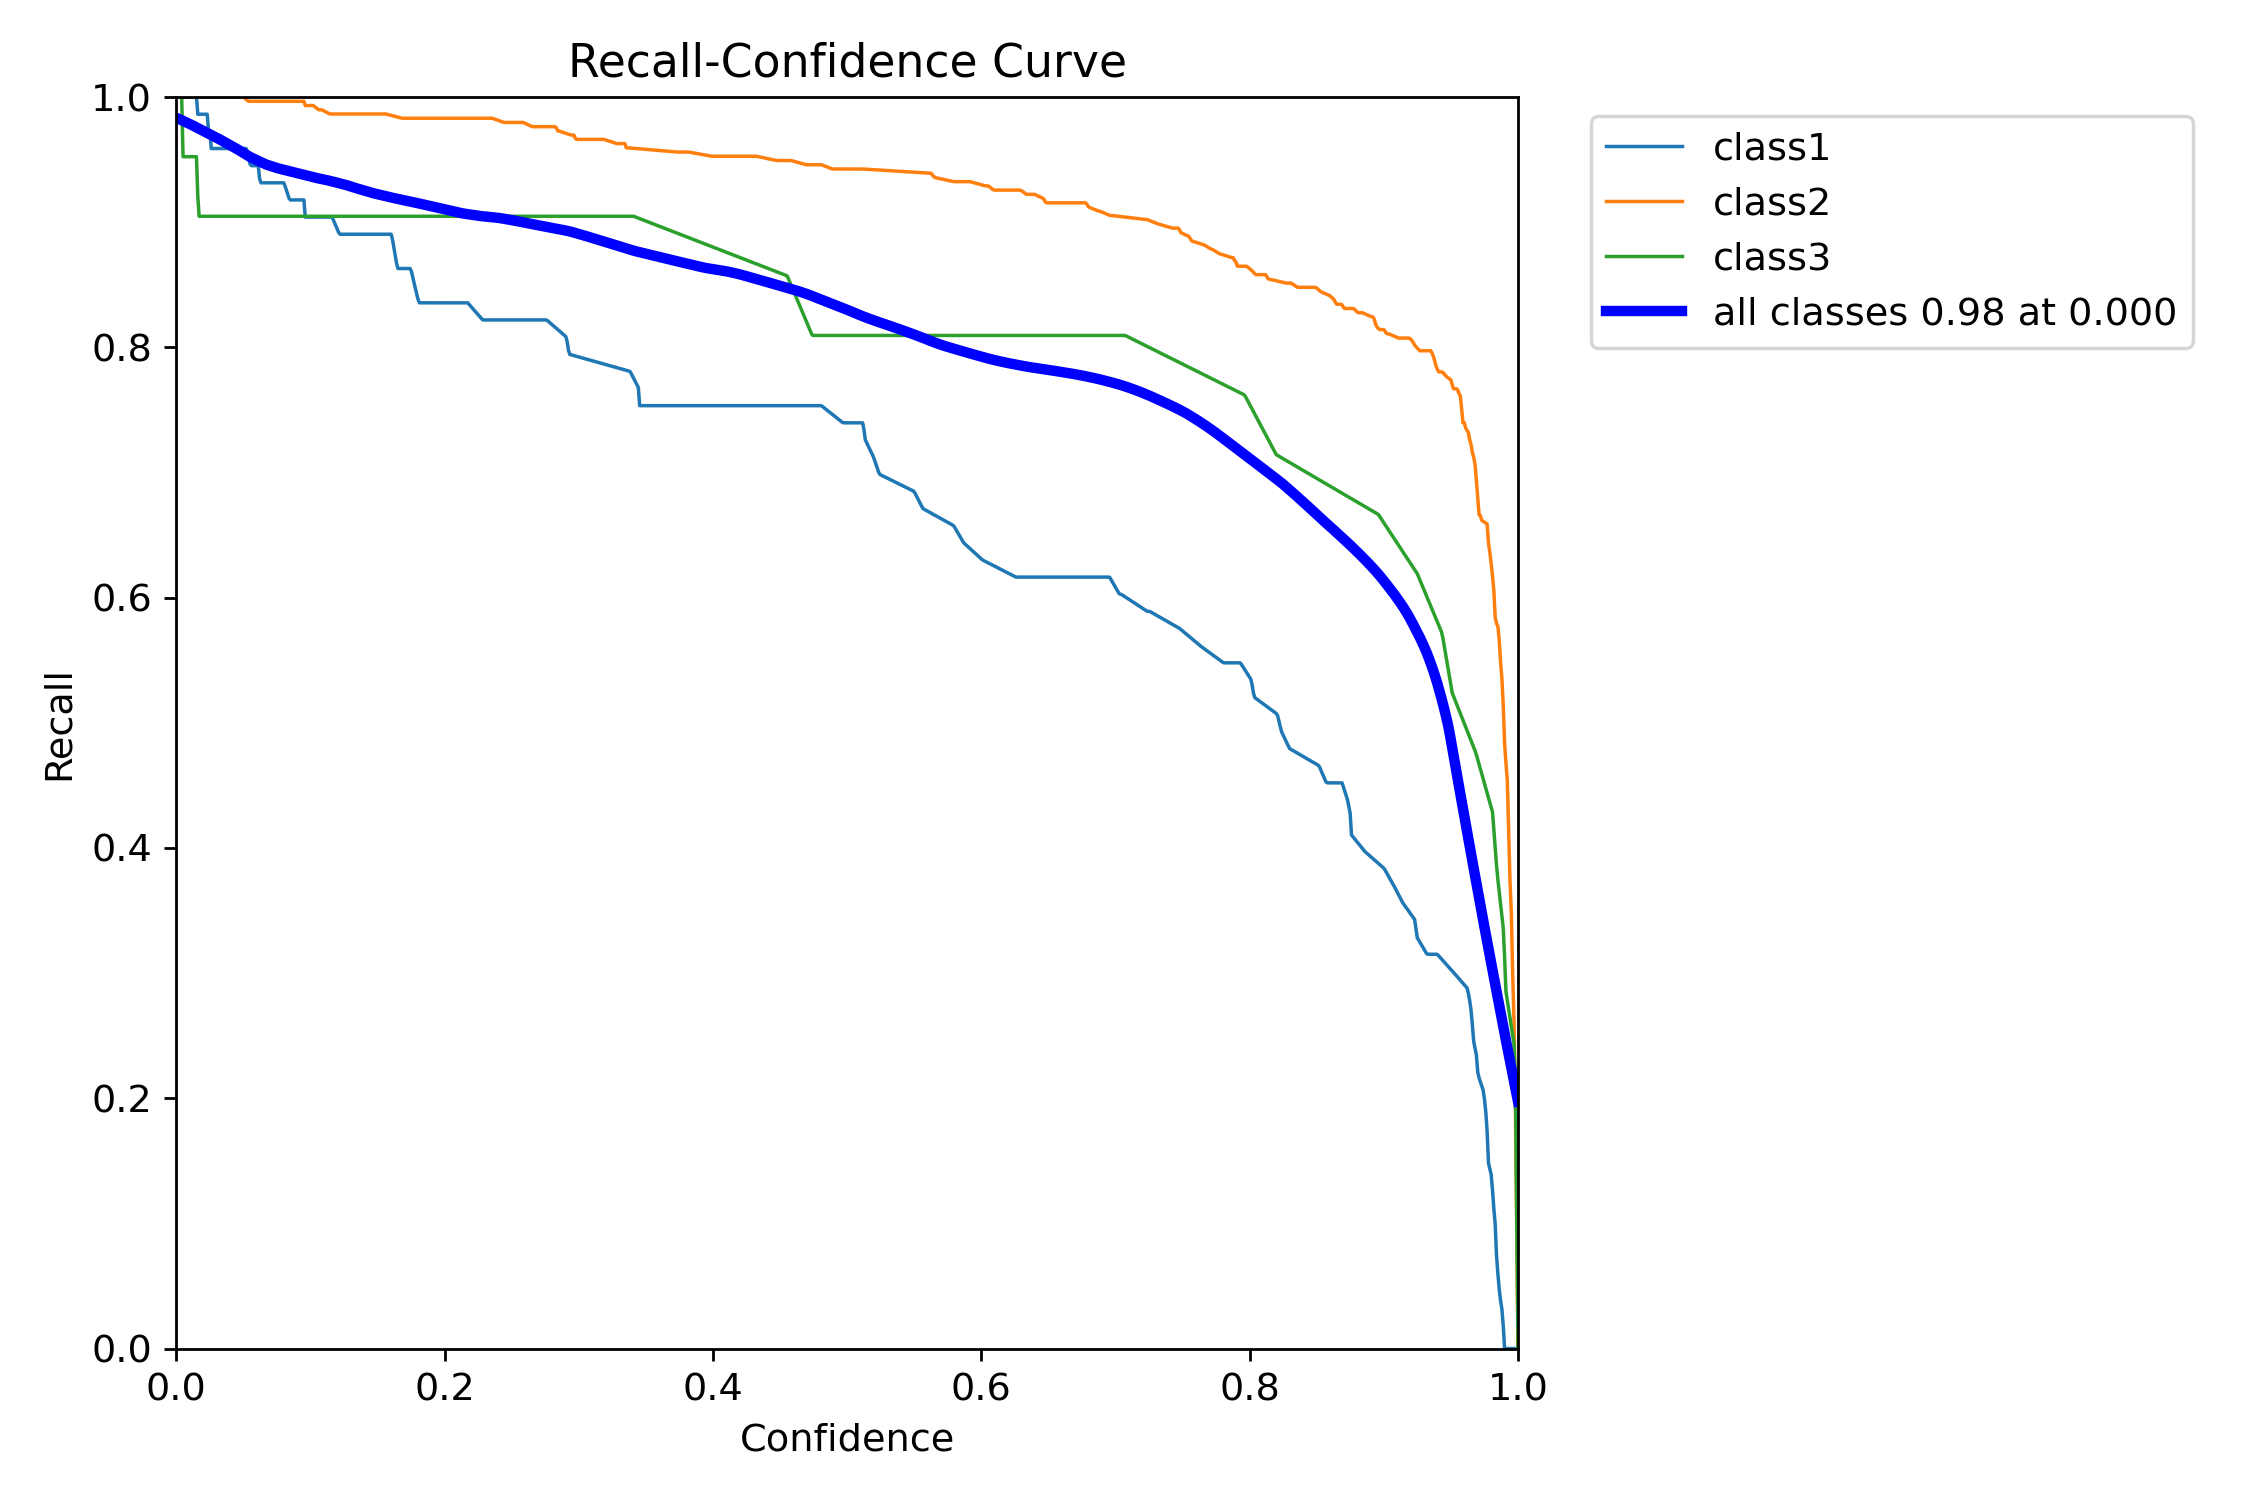 Recall-Confidence Curve
1.0
0.8
0.6
0.4
0.2
0.0
Recall
0.0 0.2 0.4 0.6 0.8 1.0
Confidence
class1
class2
class3
all classes 0.98 at 0.000